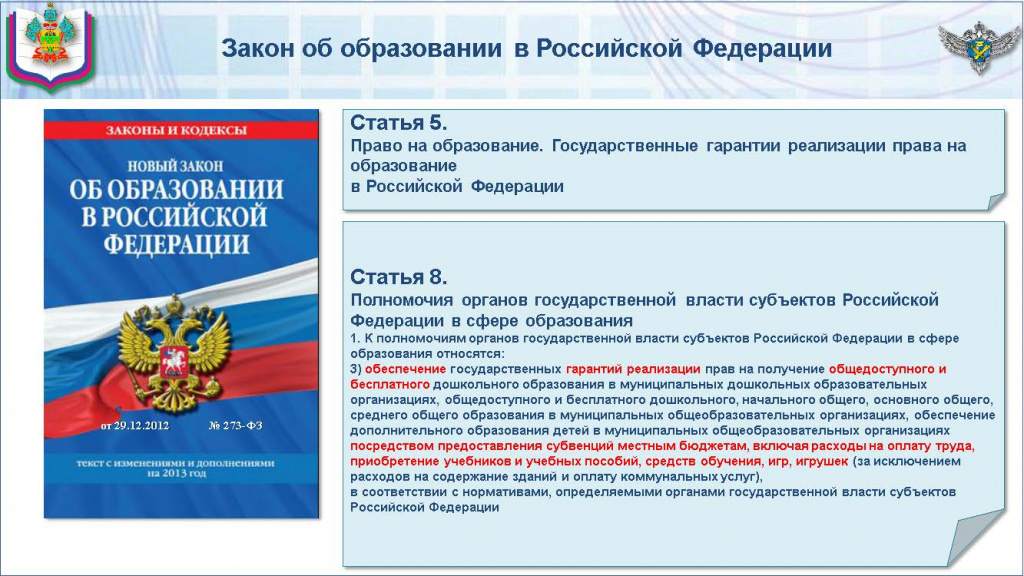 Закон об образовании в Российской Федерации
ЗАКОНЫ И КОДЕКСЫ
НОВЫЙ ЗАКОН
ОБ ОБРАЗОВАНИИ
В РОССИЙСКОЙ
ФЕДЕРАЦИИ
от 29.12.2012 № 273-ФЗ
ТЕКСТ С ИЗМЕНЕНИЯМИ И ДОПОЛНЕНИЯМИ
НА 2013 ГОД
Статья 5.
Право на образование. Государственные гарантии реализации права на
образование
в Российской Федерации
Статья 8.
Полномочия органов государственной власти субъектов Российской
Федерации в сфере образования
1. К полномочиям органов государственной власти субъектов Российской Федерации в сфере
образования относятся:
3) обеспечение государственных гарантий реализации прав на получение общедоступного и
бесплатного дошкольного образования в муниципальных дошкольных образовательных
организациях, общедоступного и бесплатного дошкольного, начального общего, основного общего,
среднего общего образования в муниципальных общеобразовательных организациях, обеспечение
дополнительного образования детей в муниципальных общеобразовательных организациях
посредством предоставления субвенций местным бюджетам, включая расходы на оплату труда,
приобретение учебников и учебных пособий, средств обучения, игр, игрушек (за исключением
расходов на содержание зданий и оплату коммунальных услуг),
в соответствии с нормативами, определяемыми органами государственной власти субъектов
Российской Федерации